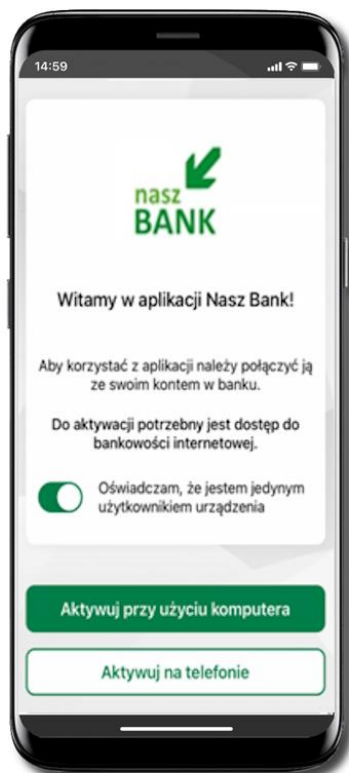 14:59
nasz
BANK
Witamy w aplikacji Nasz Bank!
Aby korzystać z aplikacji należy połączyć ją
ze swoim kontem w banku.
Do aktywacji potrzebny jest dostęp do
bankowości internetowej.
Oświadczam, że jestem jedynym
użytkownikiem urządzenia
Aktywuj przy użyciu komputera
Aktywuj na telefonie